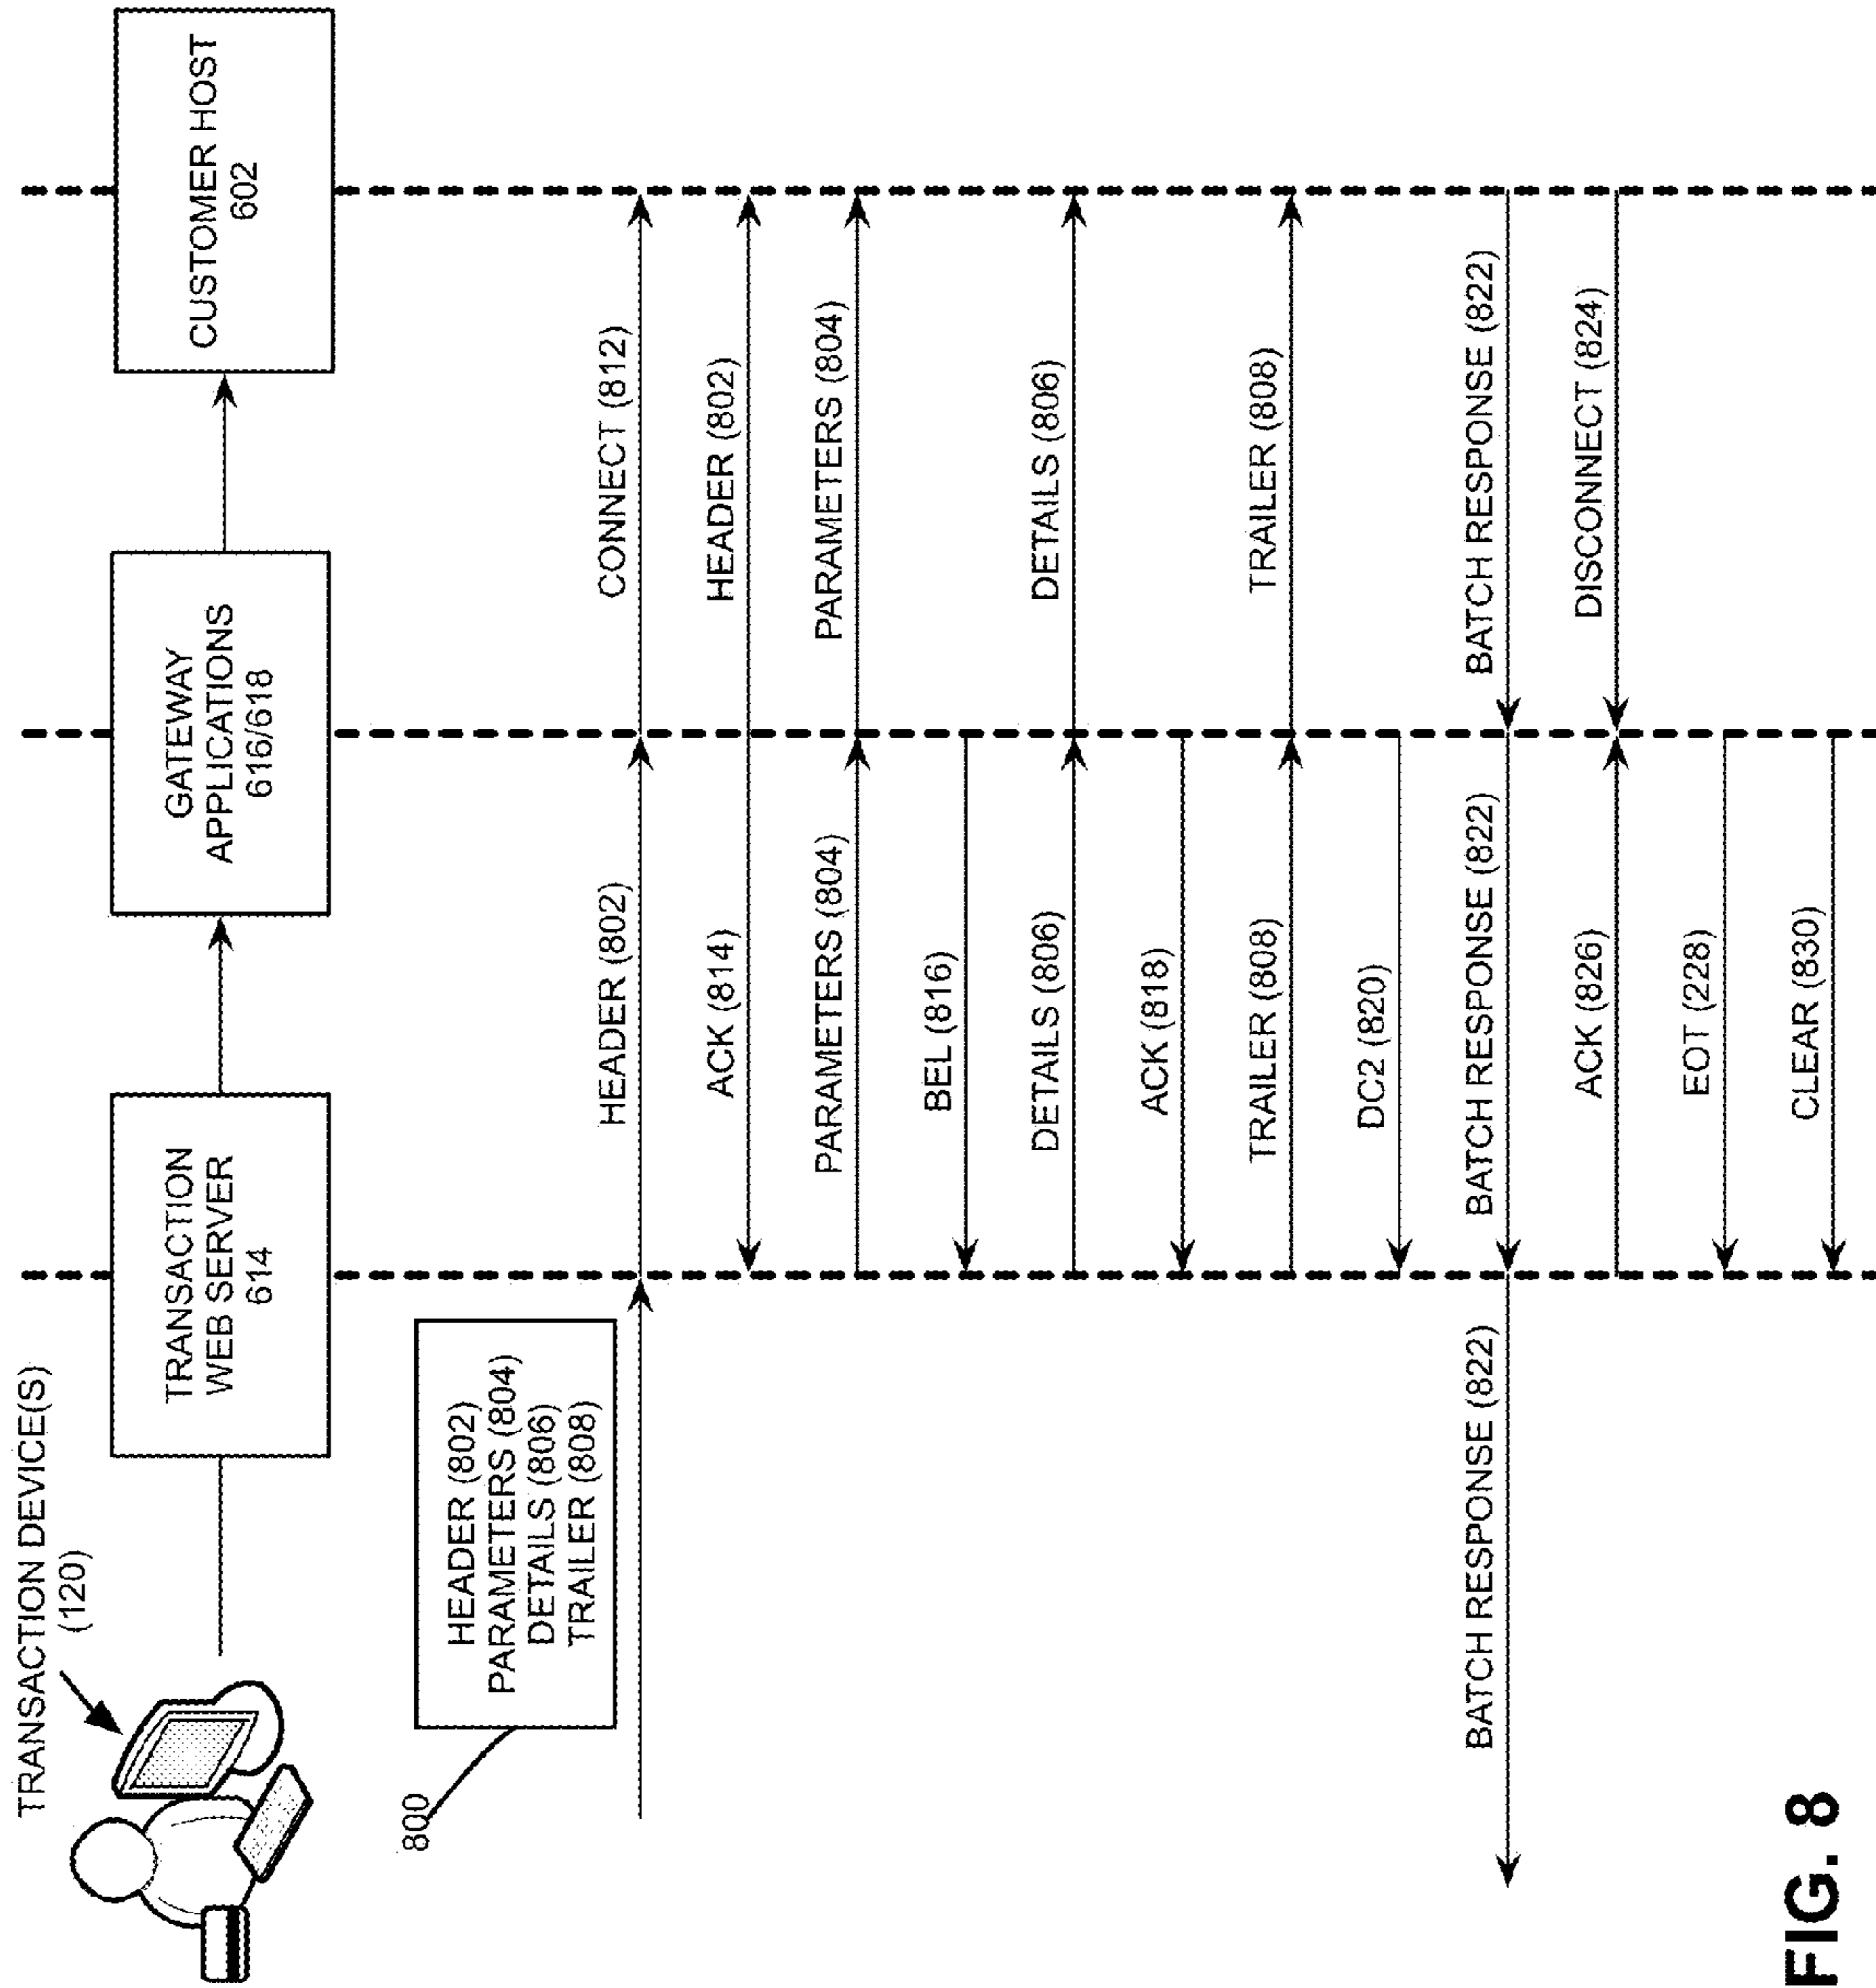 TRANSACTION DEVICE(S)
(120)
TRANSACTION
WEB SERVER
614
GATEWAY
APPLICATIONS
616/618
CUSTOMER HOST
602
800
HEADER (802)
PARAMETERS (804)
DETAILS (806)
TRAILER (808)
HEADER (802)
CONNECT (812)
ACK (814)
HEADER (802)
PARAMETERS (804)
PARAMETERS (804)
BEL (816)
DETAILS (806)
DETAILS (806)
ACK (818)
TRAILER (808)
TRAILER (808)
DC2 (820)
BATCH RESPONSE (822)
BATCH RESPONSE (822)
BATCH RESPONSE (822)
ACK (826)
DISCONNECT (824)
EOT (228)
CLEAR (830)
FIG. 8